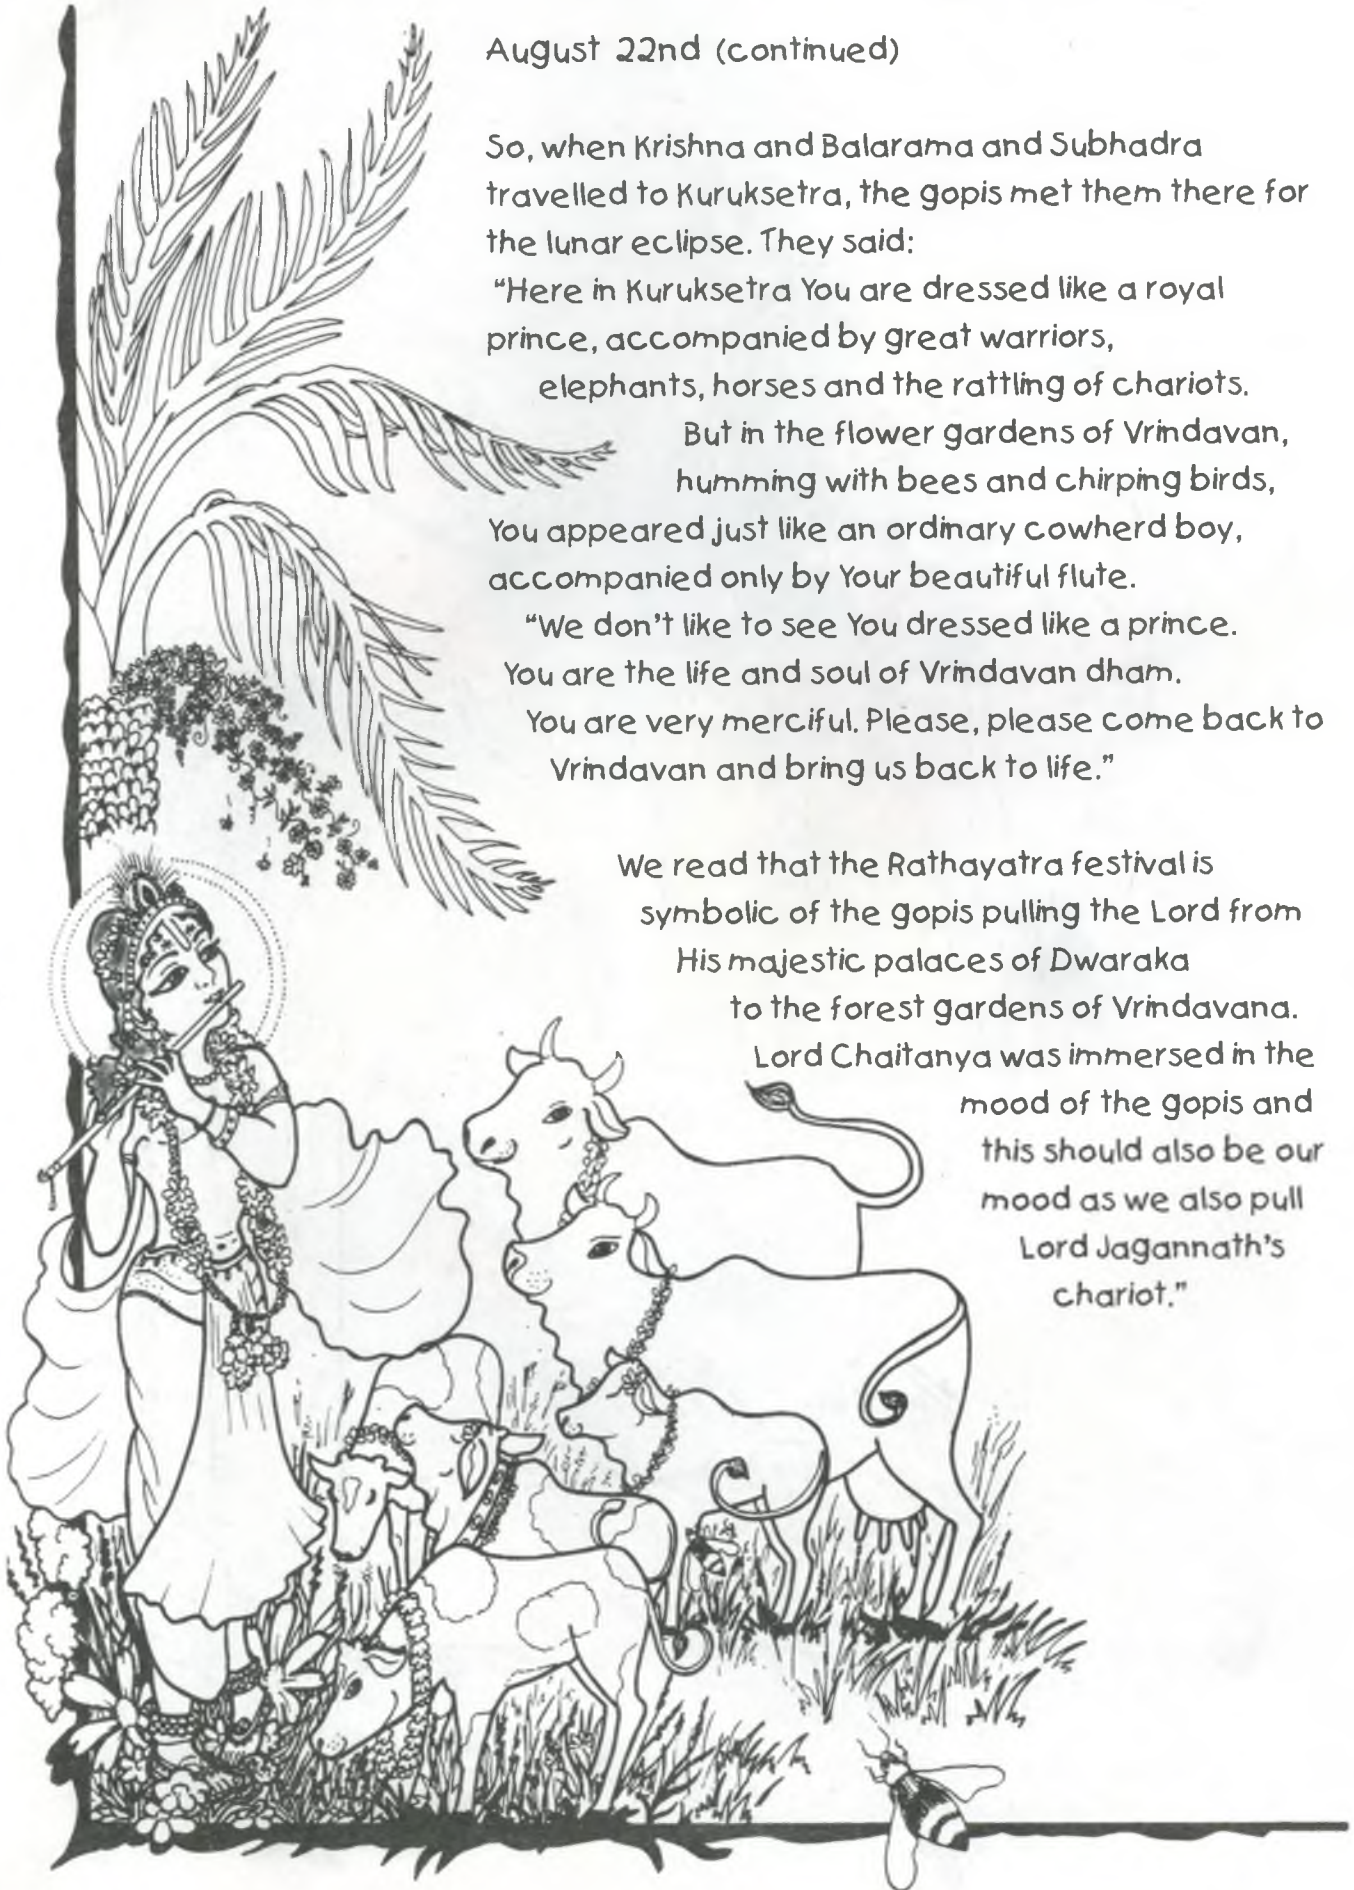 August 22nd (continued)
So, when Krishna and Balarama and Subhadra
travelled to Kuruksetra, the gopis met them there for
the lunar eclipse. They said:
"Here in Kuruksetra You are dressed like a royal
prince, accompanied by great warriors,
elephants, horses and the rattling of chariots.
But in the flower gardens of Vrindavan,
humming with bees and chirping birds,
You appeared just like an ordinary cowherd boy,
accompanied only by Your beautiful flute.
"We don't like to see You dressed like a prince.
You are the life and soul of Vrindavan dham.
You are very merciful. Please, please come back to
Vrindavan and bring us back to life."
We read that the Rathayatra festival is
symbolic of the gopis pulling the Lord from
His majestic palaces of Dwaraka
to the forest gardens of Vrindavana.
Lord Chaitanya was immersed in the
mood of the gopis and
this should also be our
mood as we also pull
Lord Jagannath's
chariot."